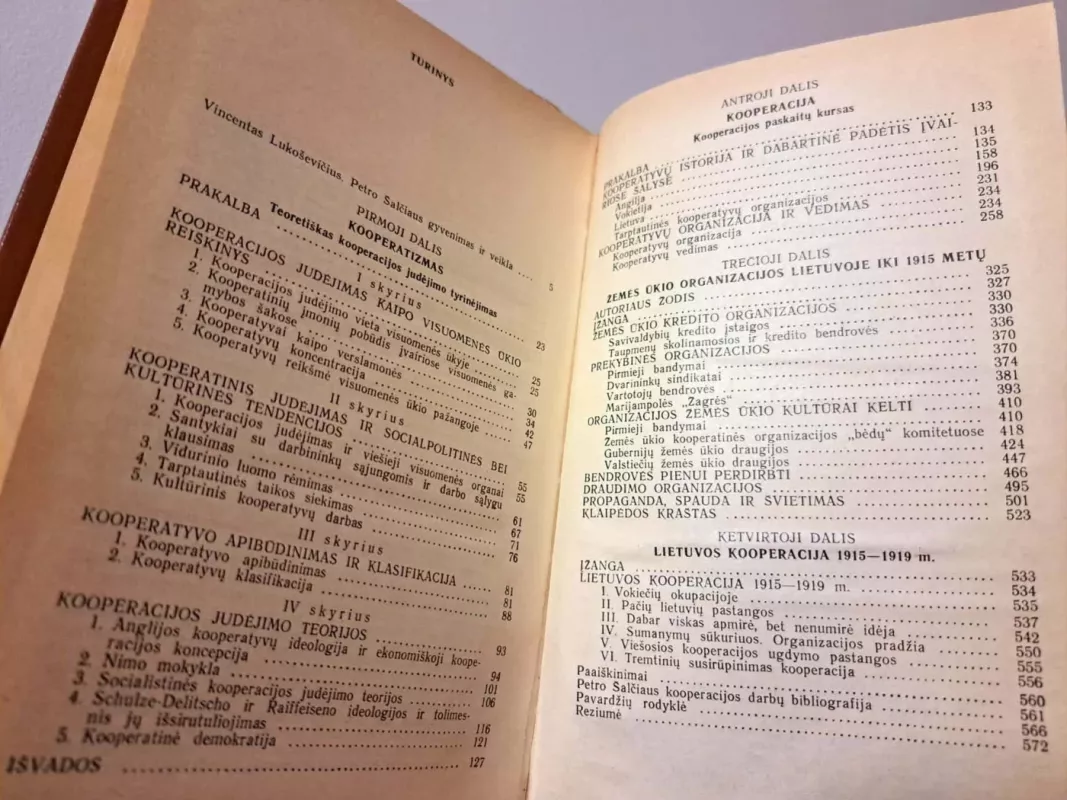 TURINYS
Vincentas Lukoševičius. Petro Salčiaus gyvenimas ir veikla .... 5
PIRMOJI DALIS
KOOPERATIZMAS
Teoretiškas kooperacijos judėjimo tyrinėjimas
PRAKALBA .... 23
I skyrius
KOOPERACIJOS JUDĖJIMAS KAIPO VISUOMENĖS ŪKIO
REIŠKINYS .... 25
1. Kooperacijos judėjimo vieta visuomenės ūkyje .... 25
2. Kooperatinių įmonių pobūdis įvairiose visuomenės ga-
mybos šakose .... 30
3. Kooperatyvai kaipo verslamonės .... 34
4. Kooperatyvų koncentracija .... 42
5. Kooperatyvų reikšmė visuomenės ūkio pažangoje .... 47
II skyrius
KOOPERATINIS JUDĖJIMAS IR SOCIALPOLITINĖS BEI
KULTŪRINĖS TENDENCIJOS .... 55
1. Kooperacijos judėjimas ir viešieji visuomenės organai .... 55
2. Santykiai su darbininkų sąjungomis ir darbo sąlygų
klausimas .... 61
3. Vidurinio luomo rėmimas .... 67
4. Tarptautinės taikos siekimas .... 71
5. Kultūrinis kooperatyvų darbas .... 76
III skyrius
KOOPERATYVO APIBŪDINIMAS IR KLASIFIKACIJA .... 81
1. Kooperatyvo apibūdinimas .... 81
2. Kooperatyvų klasifikacija .... 88
IV skyrius
KOOPERACIJOS JUDĖJIMO TEORIJOS .... 93
1. Anglijos kooperatyvų ideologija ir ekonomiškoji koope-
racijos koncepcija .... 94
2. Nimo mokykla .... 101
3. Socialistinės kooperacijos judėjimo teorijos .... 106
4. Schulze-Delitscho ir Raiffeiseno ideologijos ir tolimes-
nis jų išsirutuliojimas .... 116
5. Kooperatinė demokratija .... 121
IŠVADOS .... 127
ANTROJI DALIS
KOOPERACIJA
Kooperacijos paskaitų kursas
PRAKALBA .... 133
KOOPERATYVŲ ISTORIJA IR DABARTINĖ PADĖTIS ĮVAI-
RIOSE ŠALYSE .... 134
Anglija .... 135
Vokietija .... 158
Lietuva .... 196
Tarptautinės kooperatyvų organizacijos .... 231
KOOPERATYVŲ ORGANIZACIJA IR VEDIMAS .... 234
Kooperatyvų organizacija .... 234
Kooperatyvų vedimas .... 258
TREČIOJI DALIS
ŽEMĖS ŪKIO ORGANIZACIJOS LIETUVOJE IKI 1915 METŲ
AUTORIAUS ŽODIS .... 325
ĮŽANGA .... 327
ŽEMĖS ŪKIO KREDITO ORGANIZACIJOS .... 330
Savivaldybių kredito įstaigos .... 330
Taupmenų skolinamosios ir kredito bendrovės .... 336
PREKYBINĖS ORGANIZACIJOS .... 370
Pirmieji bandymai .... 370
Dvarininkų sindikatai .... 374
Vartotojų bendrovės .... 381
Marijampolės „Žagrės“ .... 393
ORGANIZACIJOS ŽEMĖS ŪKIO KULTŪRAI KELTI .... 410
Pirmieji bandymai .... 410
Žemės ūkio kooperatinės organizacijos „bėdų“ komitetuose 418
Gubernijų žemės ūkio draugijos .... 424
Valstiečių žemės ūkio draugijos .... 447
BENDROVĖS PIENUI PERDIRBTI .... 466
DRAUDIMO ORGANIZACIJOS .... 495
PROPAGANDA, SPAUDA IR ŠVIETIMAS .... 501
KLAIPĖDOS KRAŠTAS .... 523
KETVIRTOJI DALIS
LIETUVOS KOOPERACIJA 1915—1919 m.
ĮŽANGA .... 533
LIETUVOS KOOPERACIJA 1915—1919 m. .... 534
I. Vokiečių okupacijoje .... 535
II. Pačių lietuvių pastangos .... 537
III. Dabar viskas apmirė, bet nenumirė idėja .... 542
IV. Sumanymų sūkuriuos. Organizacijos pradžia .... 550
V. Viešosios kooperacijos ugdymo pastangos .... 555
VI. Tremtinių susirūpinimas kooperacija .... 556
Paaiškinimai .... 560
Petro Salčiaus kooperacijos darbų bibliografija .... 561
Pavardžių rodyklė .... 566
Reziumė .... 572